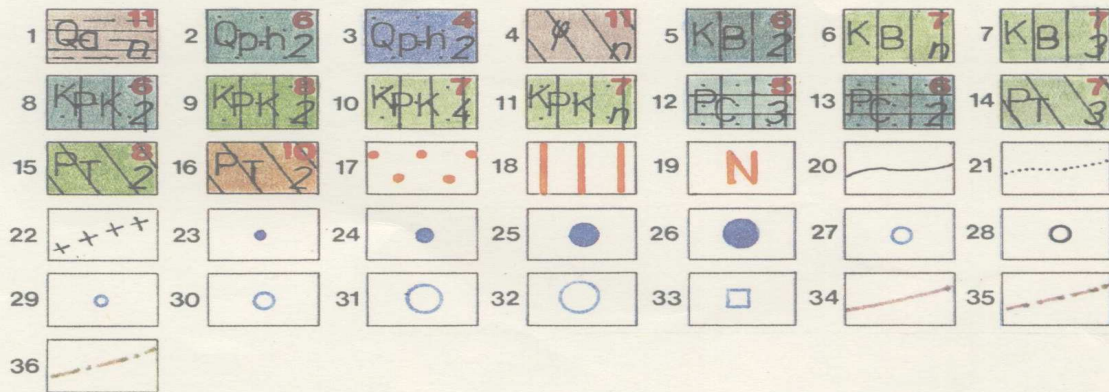 1 Qa 11 n 2 Qp-h 6 2 3 Qp-h 4 2 4 φ 11 n 5 KB 6 2 6 KB 7 n 7 KB 7 3
8 KPK 6 2 9 KPK 8 2 10 KPK 7 4 11 KPK 7 n 12 PC 5 3 13 PC 6 2 14 PT 7 3
15 PT 8 2 16 PT 10 2 17 18 19 N 20 21
22 23 24 25 26 27 28
29 30 31 32 33 34 35
36